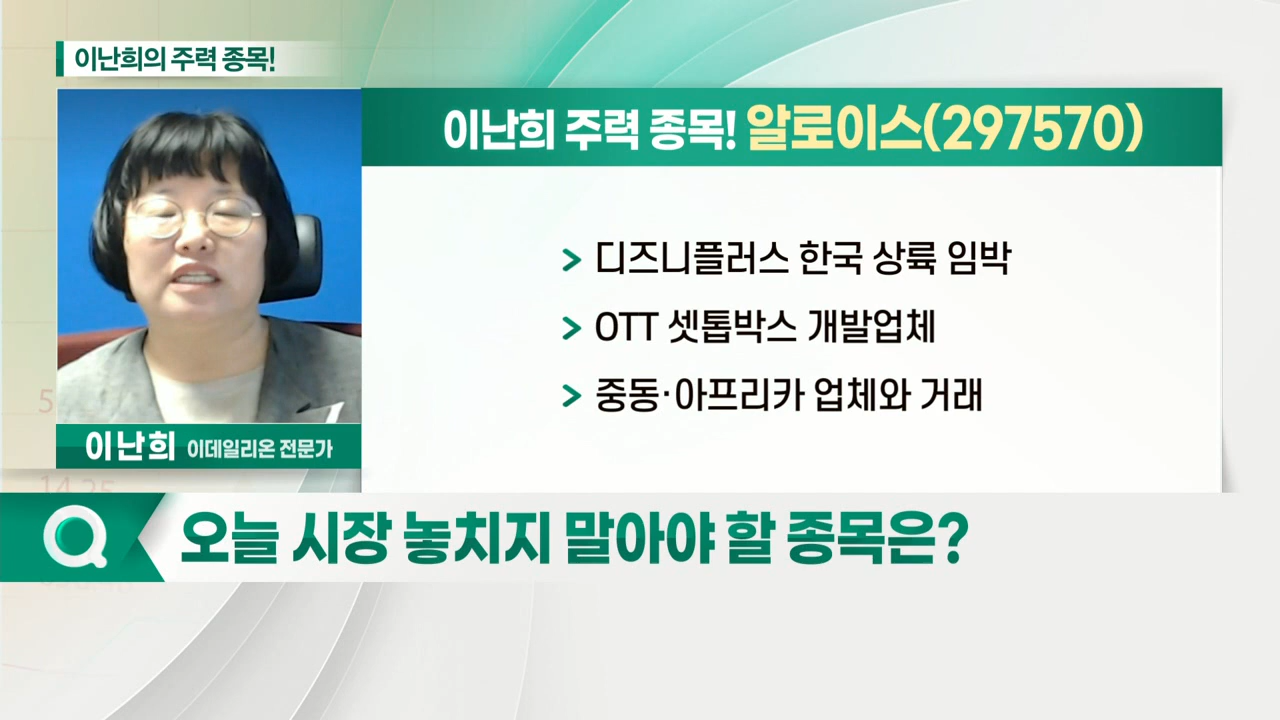 이난희의 주력 종목!
이난희 주력 종목! 알로이스(297570)
> 디즈니플러스 한국 상륙 임박
> OTT 셋톱박스 개발업체
> 중동·아프리카 업체와 거래
이난희 이데일리온 전문가
Q 오늘 시장 놓치지 말아야 할 종목은?